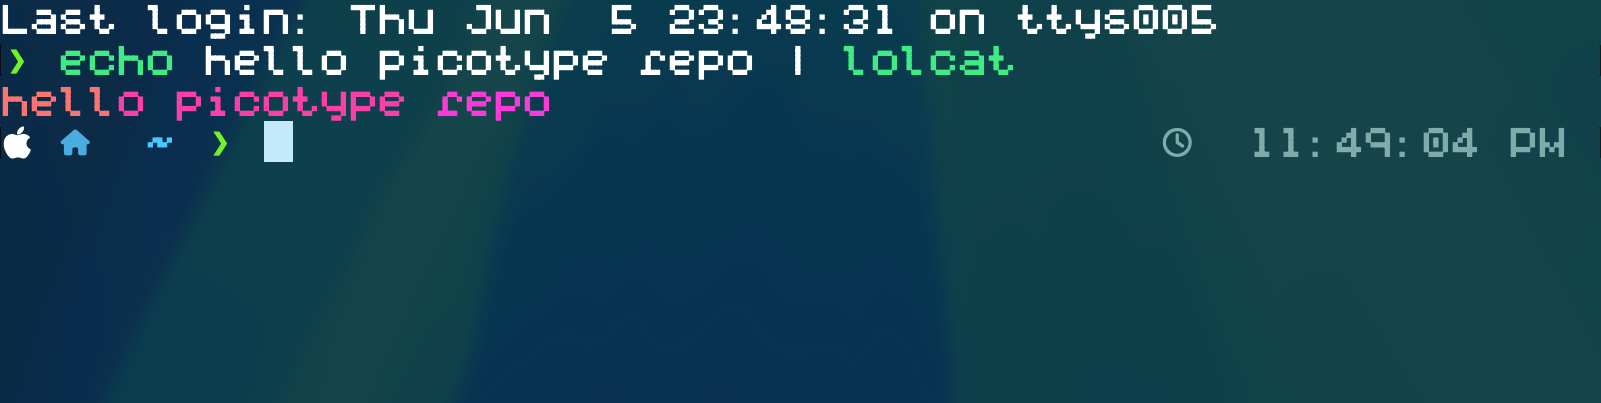 Last login: Thu Jun  5 23:48:31 on ttys005
❯ echo hello picotype repo | lolcat
hello picotype repo
~ ❯ 11:49:04 PM